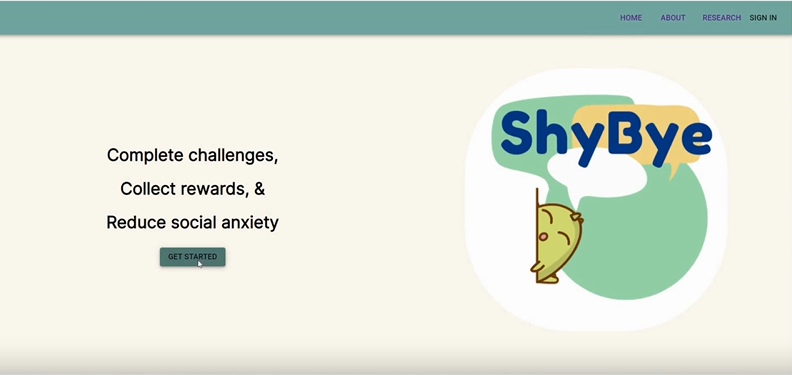 HOME ABOUT RESEARCH SIGN IN
ShyBye
Complete challenges,
Collect rewards, &
Reduce social anxiety
GET STARTED